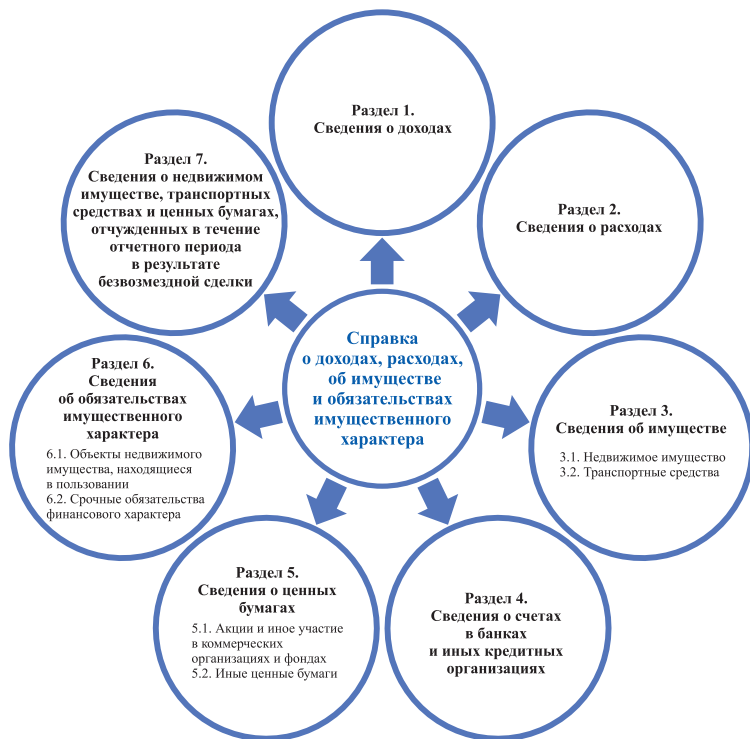 Справка
о доходах, расходах,
об имуществе
и обязательствах
имущественного
характера
Раздел 1.
Сведения о доходах
Раздел 2.
Сведения о расходах
Раздел 3.
Сведения об имуществе
3.1. Недвижимое имущество
3.2. Транспортные средства
Раздел 4.
Сведения о счетах
в банках
и иных кредитных
организациях
Раздел 5.
Сведения о ценных
бумагах
5.1. Акции и иное участие
в коммерческих
организациях и фондах
5.2. Иные ценные бумаги
Раздел 6.
Сведения
об обязательствах
имущественного
характера
6.1. Объекты недвижимого
имущества, находящиеся
в пользовании
6.2. Срочные обязательства
финансового характера
Раздел 7.
Сведения о недвижимом
имуществе, транспортных
средствах и ценных бумагах,
отчужденных в течение
отчетного периода
в результате
безвозмездной сделки